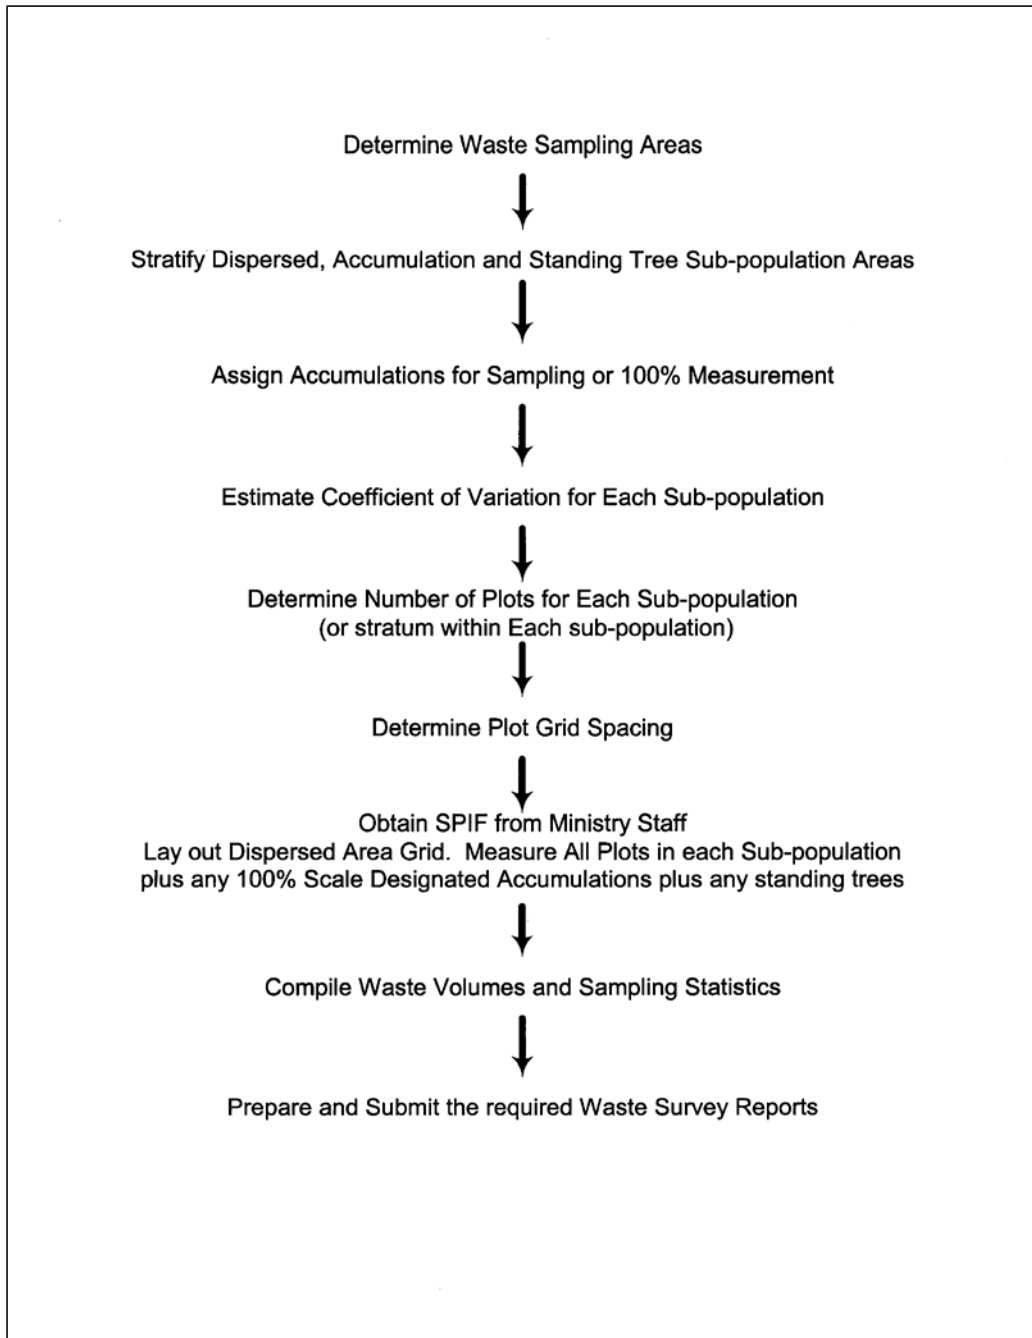 Determine Waste Sampling Areas
Stratify Dispersed, Accumulation and Standing Tree Sub-population Areas
Assign Accumulations for Sampling or 100% Measurement
Estimate Coefficient of Variation for Each Sub-population
Determine Number of Plots for Each Sub-population
(or stratum within Each sub-population)
Determine Plot Grid Spacing
Obtain SPIF from Ministry Staff
Lay out Dispersed Area Grid.  Measure All Plots in each Sub-population
plus any 100% Scale Designated Accumulations plus any standing trees
Compile Waste Volumes and Sampling Statistics
Prepare and Submit the required Waste Survey Reports